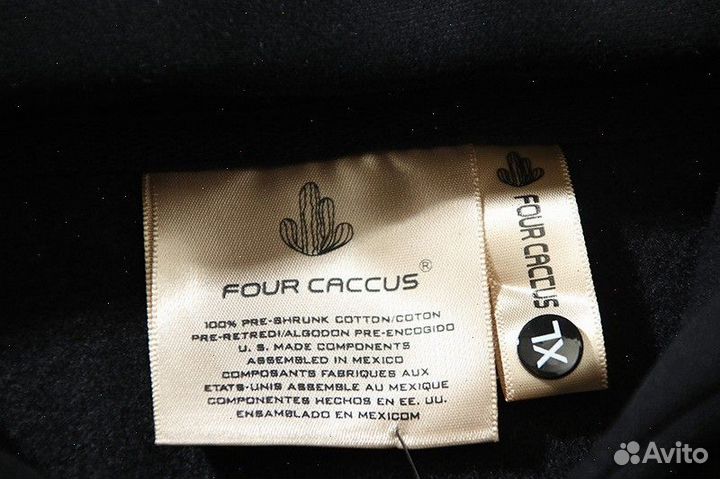 FOUR CACCUS®
100% PRE-SHRUNK COTTON/COTON
PRE-RETREDI/ALGODON PRE-ENCOGIDO
U. S. MADE COMPONENTS
ASSEMBLED IN MEXICO
COMPOSANTS FABRIQUES AUX
ETATS-UNIS ASSEMBLE AU MEXIQUE
COMPONENTES HECHOS EN EE. UU.
ENSAMBLADO EN MEXICOM
FOUR CACCUS
XL
Avito